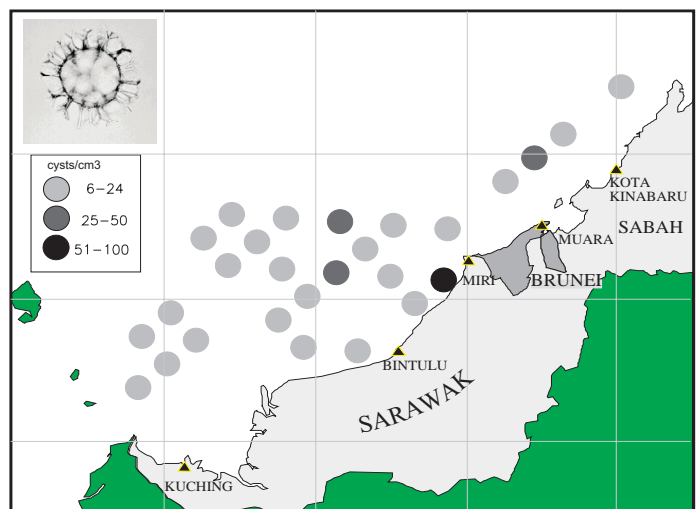 cysts/cm3
6-24
25-50
51-100
KOTA
KINABARU
SABAH
MUARA
MIRI
BRUNEI
BINTULU
SARAWAK
KUCHING